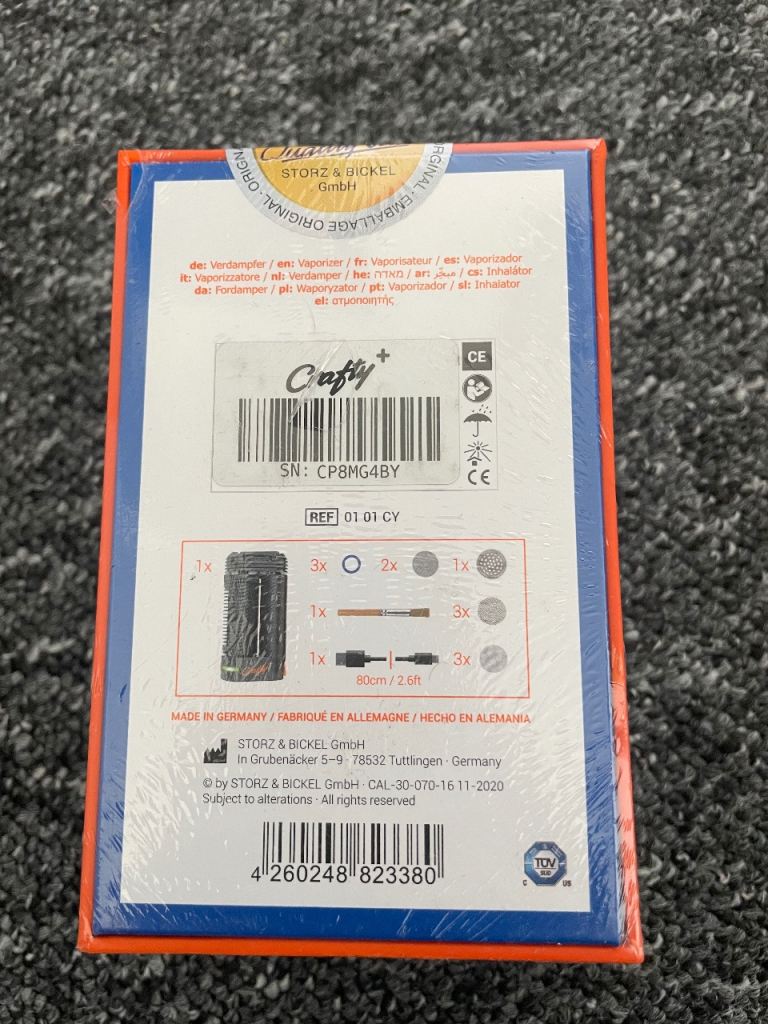 STORZ & BICKEL
GmbH
ORGINAL · EMBALLAGE ORIGINAL · ORIGN
de: Verdampfer / en: Vaporizer / fr: Vaporisateur / es: Vaporizador
it: Vaporizzatore / nl: Verdamper / he: מאדה / ar: مبخّر / cs: Inhalátor
da: Fordamper / pl: Waporyzator / pt: Vaporizador / sl: Inhalator
el: ατμοποιητής
Crafty+
CE
SN: CP8MG4BY
CE
REF 01 01 CY
1x 3x 2x 1x
1x 3x
1x 3x
80cm / 2.6ft
MADE IN GERMANY / FABRIQUÉ EN ALLEMAGNE / HECHO EN ALEMANIA
STORZ & BICKEL GmbH
In Grubenäcker 5–9 · 78532 Tuttlingen · Germany
© by STORZ & BICKEL GmbH · CAL-30-070-16 11-2020
Subject to alterations · All rights reserved
4 260248 823380
TÜV
SÜD
C US